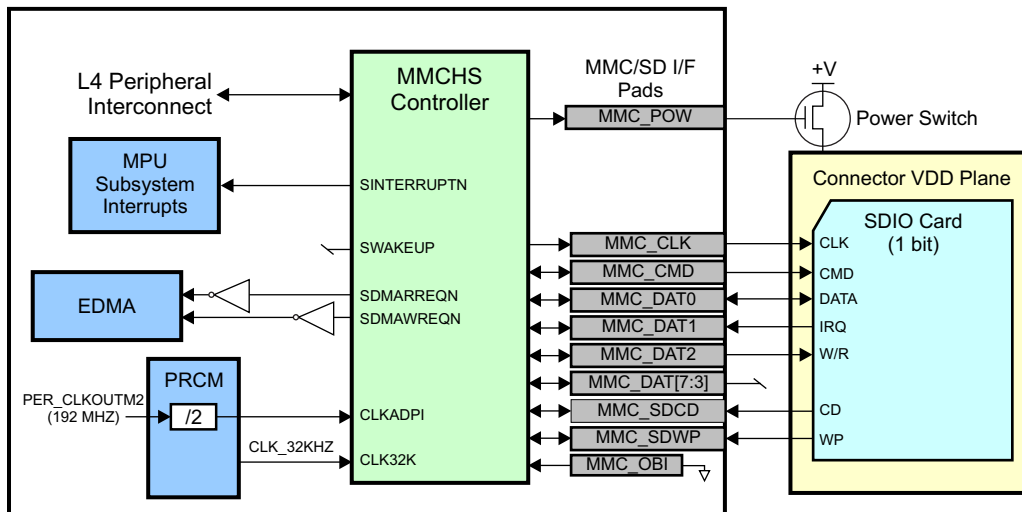 L4 Peripheral
Interconnect
MPU
Subsystem
Interrupts
EDMA
PRCM
PER_CLKOUTM2
(192 MHZ)
/2
CLK_32KHZ
MMCHS
Controller
SINTERRUPTN
SWAKEUP
SDMARREQN
SDMAWREQN
CLKADPI
CLK32K
MMC/SD I/F
Pads
MMC_POW
MMC_CLK
MMC_CMD
MMC_DAT0
MMC_DAT1
MMC_DAT2
MMC_DAT[7:3]
MMC_SDCD
MMC_SDWP
MMC_OBI
+V
Power Switch
Connector VDD Plane
SDIO Card
(1 bit)
CLK
CMD
DATA
IRQ
W/R
CD
WP